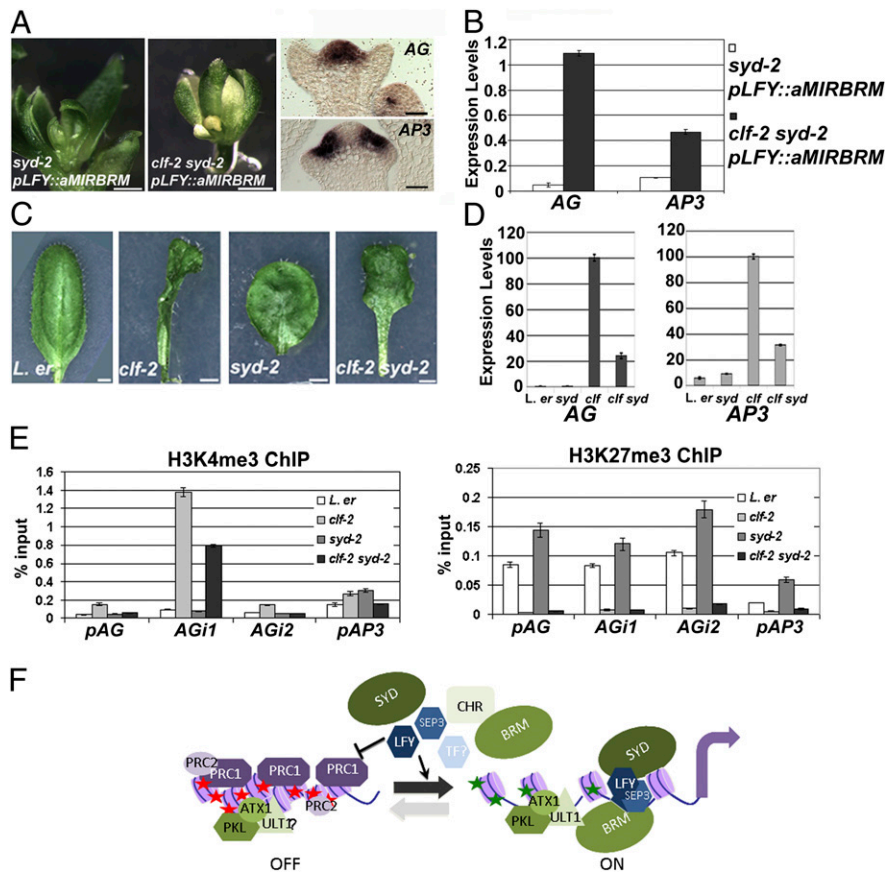 A
syd-2
pLFY::aMIRBRM
clf-2 syd-2
pLFY::aMIRBRM
AG
AP3
B
Expression Levels
1.2
1
0.8
0.6
0.4
0.2
0
AG
AP3
syd-2
pLFY::aMIRBRM
clf-2 syd-2
pLFY::aMIRBRM
C
L. er
clf-2
syd-2
clf-2 syd-2
D
Expression Levels
120
100
80
60
40
20
0
L. er syd clf clf syd
AG
120
100
80
60
40
20
0
L. er syd clf clf syd
AP3
E
H3K4me3 ChIP
% input
1.6
1.4
1.2
1.0
0.8
0.6
0.4
0.2
0
pAG AGi1 AGi2 pAP3
L. er
clf-2
syd-2
clf-2 syd-2
H3K27me3 ChIP
% input
0.25
0.2
0.15
0.1
0.05
0
pAG AGi1 AGi2 pAP3
L. er
clf-2
syd-2
clf-2 syd-2
F
SYD
CHR
SEP3
LFY
TF?
BRM
PRC2
PRC1
PRC1
PRC1
PRC2
ATX1
ULT1?
PKL
OFF
SYD
LFY
SEP3
ATX1
ULT1
PKL
BRM
ON